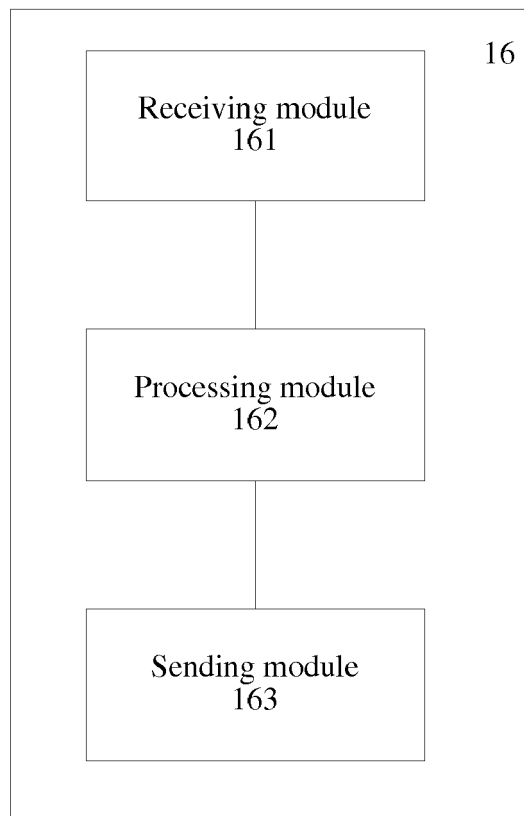 16
Receiving module
161
Processing module
162
Sending module
163